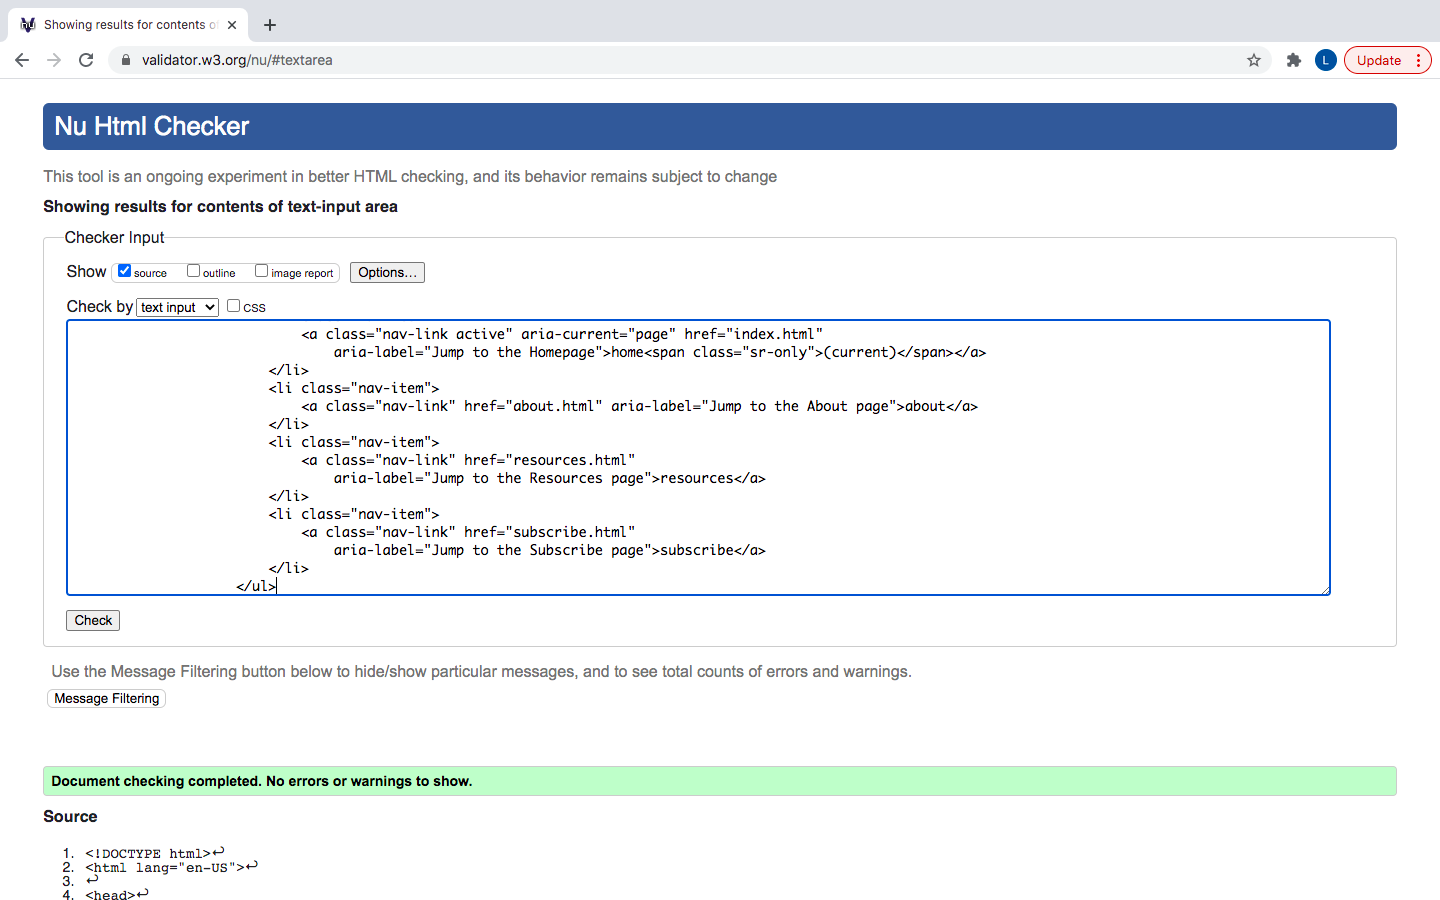 Showing results for contents o
validator.w3.org/nu/#textarea
L
Update
Nu Html Checker
This tool is an ongoing experiment in better HTML checking, and its behavior remains subject to change
Showing results for contents of text-input area
Checker Input
Show source outline image report Options...
Check by text input CSS
<a class="nav-link active" aria-current="page" href="index.html"
aria-label="Jump to the Homepage">home<span class="sr-only">(current)</span></a>
</li>
<li class="nav-item">
<a class="nav-link" href="about.html" aria-label="Jump to the About page">about</a>
</li>
<li class="nav-item">
<a class="nav-link" href="resources.html"
aria-label="Jump to the Resources page">resources</a>
</li>
<li class="nav-item">
<a class="nav-link" href="subscribe.html"
aria-label="Jump to the Subscribe page">subscribe</a>
</li>
</ul>
Check
Use the Message Filtering button below to hide/show particular messages, and to see total counts of errors and warnings.
Message Filtering
Document checking completed. No errors or warnings to show.
Source
1. <!DOCTYPE html>↩
2. <html lang="en-US">↩
3. ↩
4. <head>↩